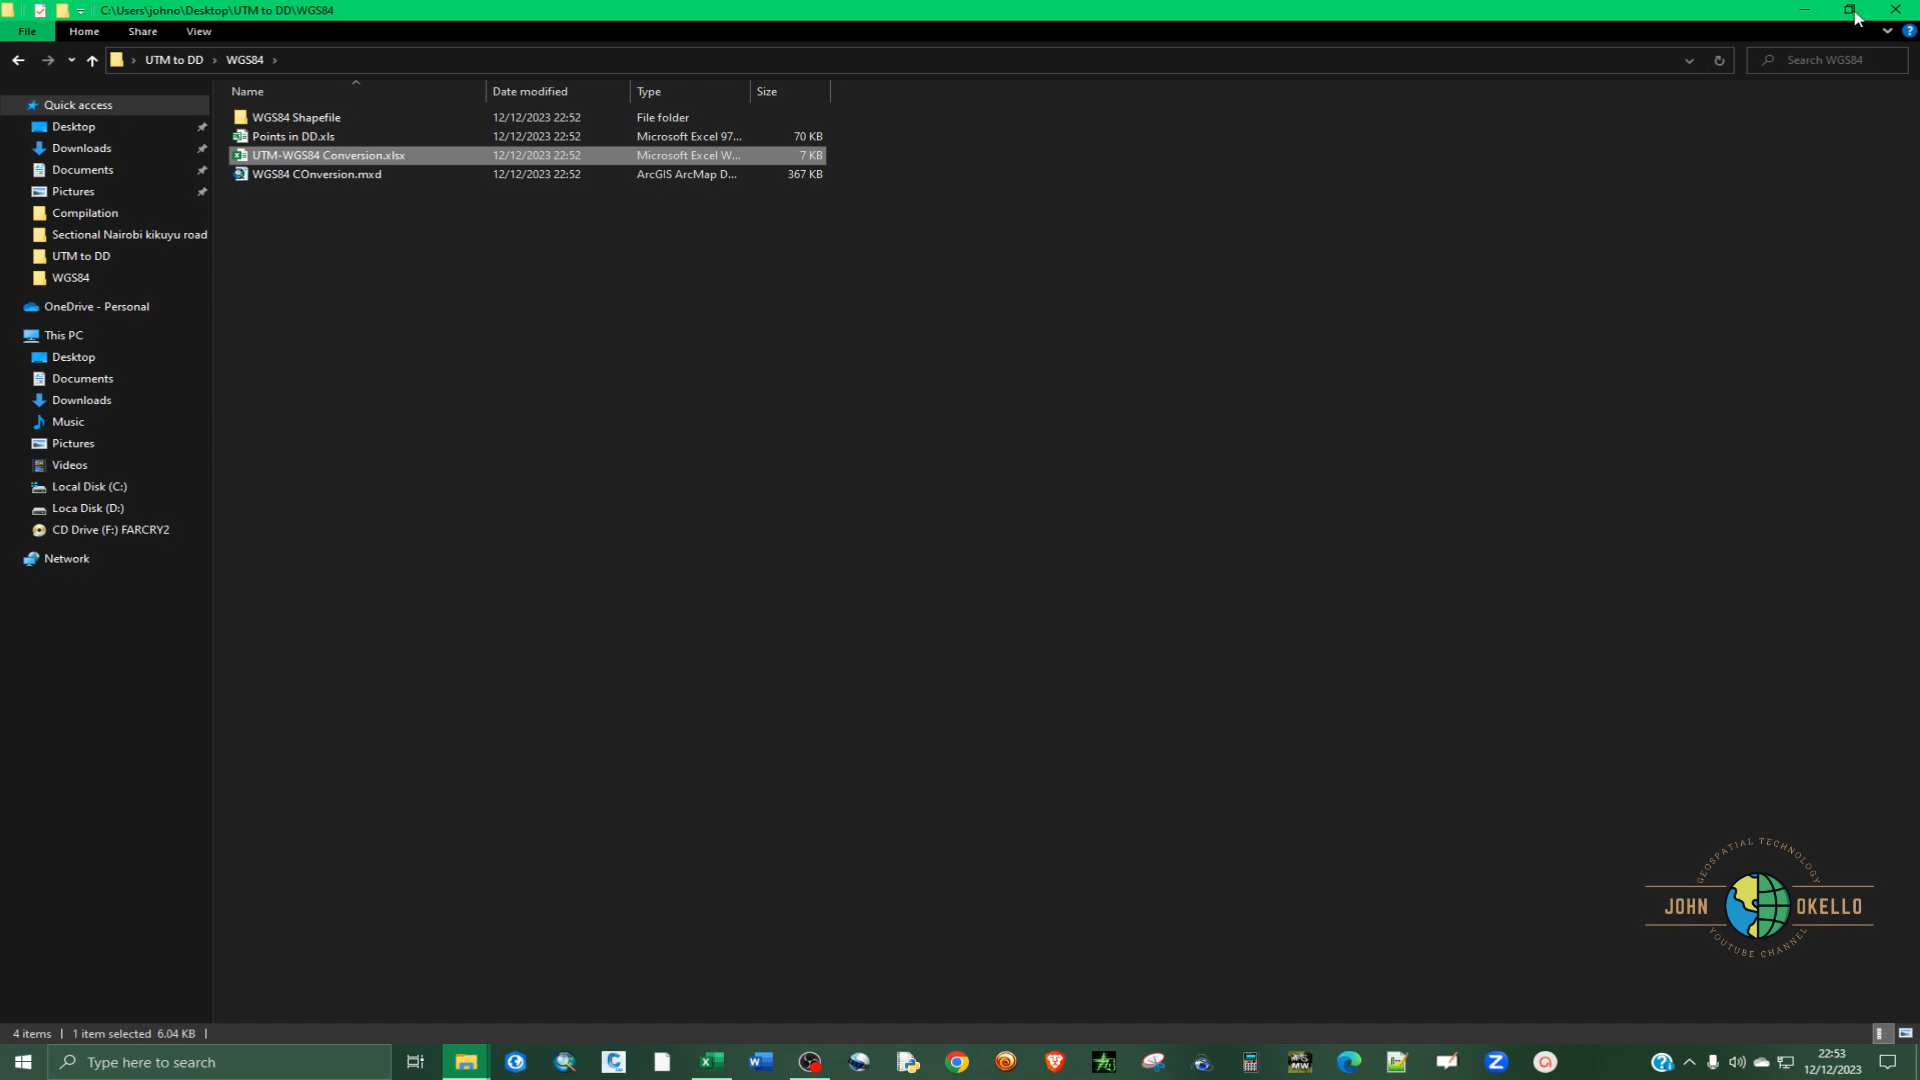 C:\Users\johno\Desktop\UTM to DD\WGS84
File Home Share View
UTM to DD › WGS84 ›
Search WGS84
Name Date modified Type Size
WGS84 Shapefile 12/12/2023 22:52 File folder
Points in DD.xls 12/12/2023 22:52 Microsoft Excel 97... 70 KB
UTM-WGS84 Conversion.xlsx 12/12/2023 22:52 Microsoft Excel W... 7 KB
WGS84 COnversion.mxd 12/12/2023 22:52 ArcGIS ArcMap D... 367 KB
Quick access
Desktop
Downloads
Documents
Pictures
Compilation
Sectional Nairobi kikuyu road
UTM to DD
WGS84
OneDrive - Personal
This PC
Desktop
Documents
Downloads
Music
Pictures
Videos
Local Disk (C:)
Loca Disk (D:)
CD Drive (F:) FARCRY2
Network
GEOSPATIAL TECHNOLOGY
JOHN OKELLO
YOUTUBE CHANNEL
4 items 1 item selected 6.04 KB
Type here to search
22:53
12/12/2023